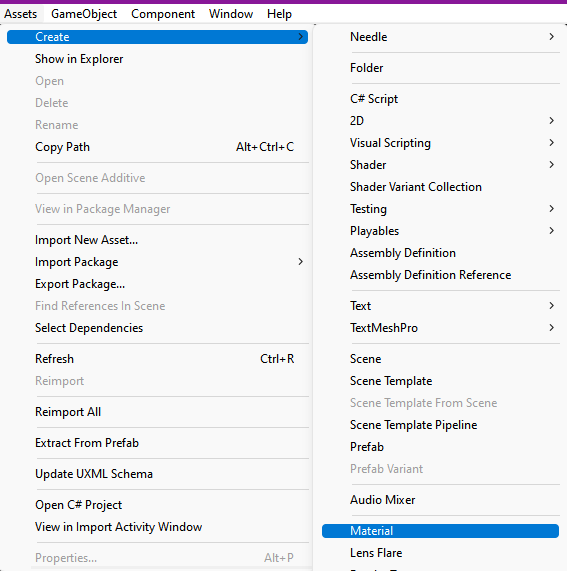 Assets GameObject Component Window Help
Create
Show in Explorer
Open
Delete
Rename
Copy Path Alt+Ctrl+C
Open Scene Additive
View in Package Manager
Import New Asset...
Import Package
Export Package...
Find References In Scene
Select Dependencies
Refresh Ctrl+R
Reimport
Reimport All
Extract From Prefab
Update UXML Schema
Open C# Project
View in Import Activity Window
Properties... Alt+P
Needle
Folder
C# Script
2D
Visual Scripting
Shader
Shader Variant Collection
Testing
Playables
Assembly Definition
Assembly Definition Reference
Text
TextMeshPro
Scene
Scene Template
Scene Template From Scene
Scene Template Pipeline
Prefab
Prefab Variant
Audio Mixer
Material
Lens Flare